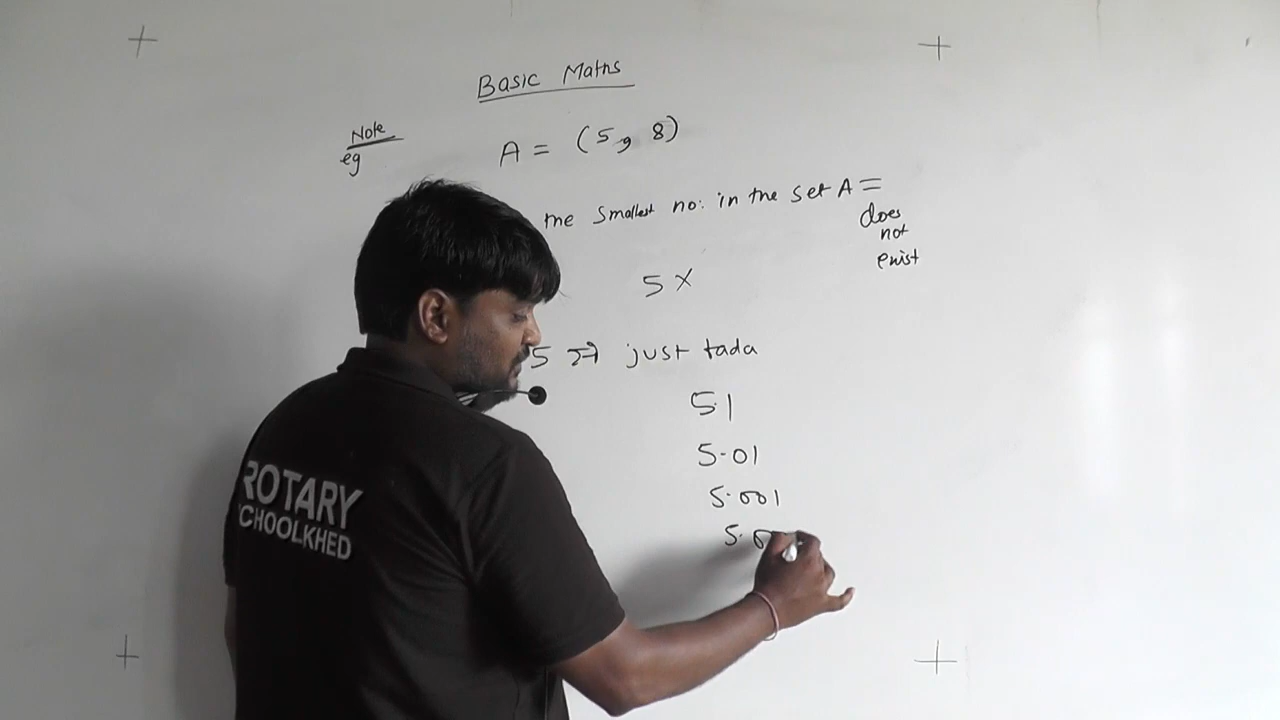 Basic Maths
Note
eg
A = (5, 8)
the smallest no. in the set A =
does
not
exist
5 ×
5 से just tada
5.1
5.01
5.001
5.0
ROTARY
CHOOLKHED